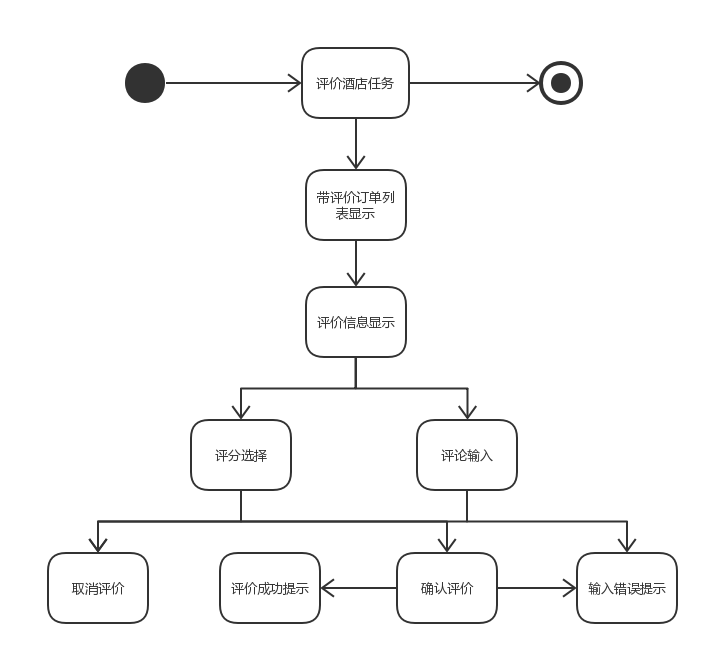 评价酒店任务
带评价订单列
表显示
评价信息显示
评分选择
评论输入
取消评价
评价成功提示
确认评价
输入错误提示